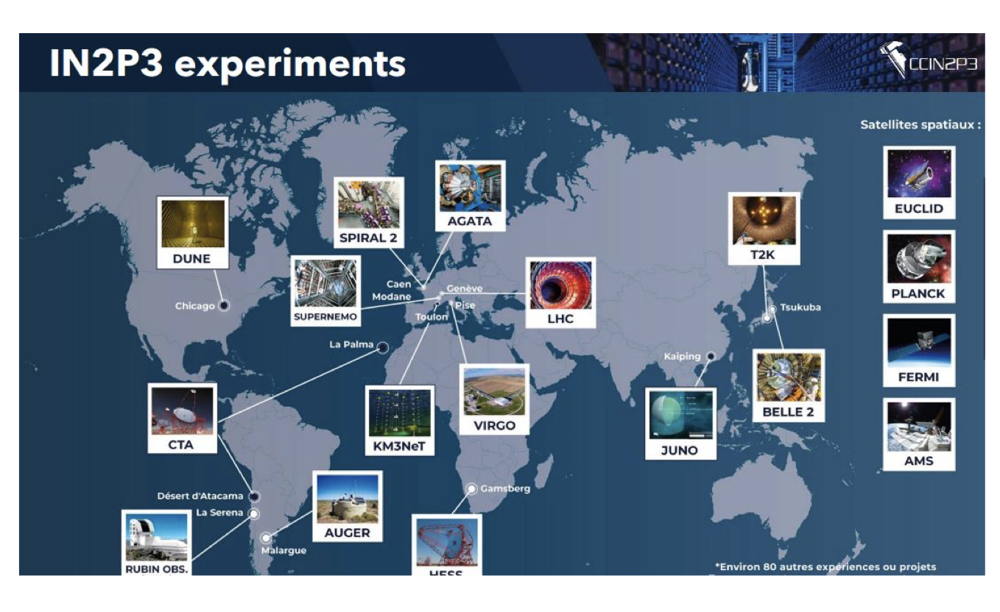 IN2P3 experiments
CCIN2P3
Satellites spatiaux :
EUCLID
PLANCK
FERMI
AMS
DUNE
Chicago
SPIRAL 2
AGATA
SUPERNEMO
Caen
Modane
Genève
Pise
Toulon
LHC
T2K
Tsukuba
BELLE 2
Kaiping
JUNO
La Palma
CTA
KM3NeT
VIRGO
Désert d'Atacama
La Serena
AUGER
Malargue
Gamsberg
RUBIN OBS.
HESS
*Environ 80 autres expériences ou projets